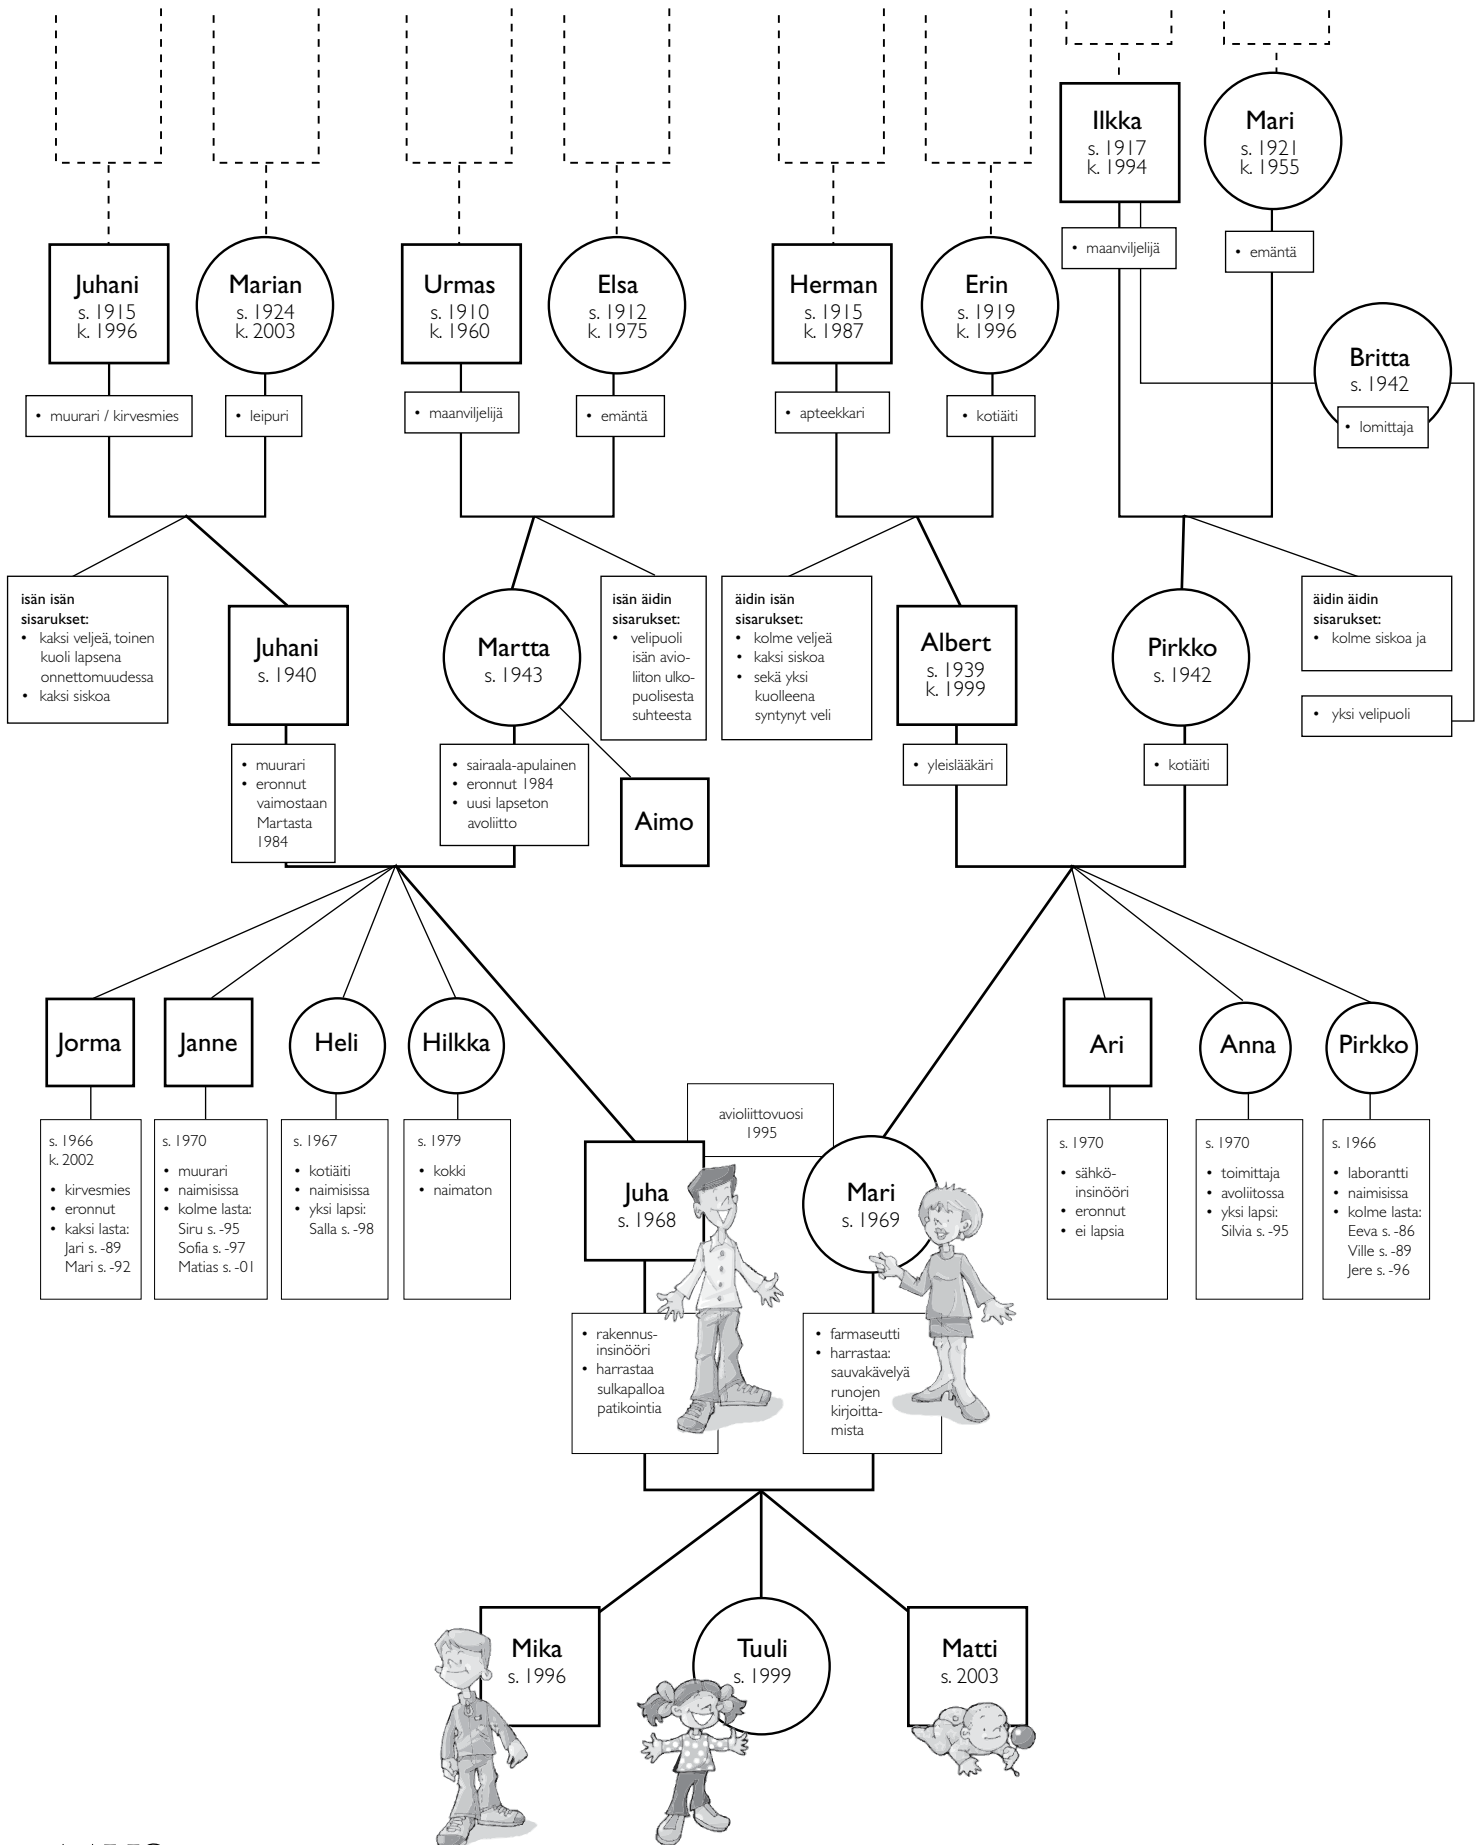 Ilkka
s. 1917
k. 1994
• maanviljelijä
Mari
s. 1921
k. 1955
• emäntä
Juhani
s. 1915
k. 1996
• muurari / kirvesmies
Marian
s. 1924
k. 2003
• leipuri
Urmas
s. 1910
k. 1960
• maanviljelijä
Elsa
s. 1912
k. 1975
• emäntä
Herman
s. 1915
k. 1987
• apteekkari
Erin
s. 1919
k. 1996
• kotiäiti
Britta
s. 1942
• lomittaja
isän isän
sisarukset:
• kaksi veljeä, toinen
kuoli lapsena
onnettomuudessa
• kaksi siskoa
Juhani
s. 1940
• muurari
• eronnut
vaimostaan
Martasta
1984
Martta
s. 1943
• sairaala-apulainen
• eronnut 1984
• uusi lapseton
avoliitto
isän äidin
sisarukset:
• velipuoli
isän avio-
liiton ulko-
puolisesta
suhteesta
Aimo
äidin isän
sisarukset:
• kolme veljeä
• kaksi siskoa
• sekä yksi
kuolleena
syntynyt veli
Albert
s. 1939
k. 1999
• yleislääkäri
Pirkko
s. 1942
• kotiäiti
äidin äidin
sisarukset:
• kolme siskoa ja
• yksi velipuoli
Jorma
s. 1966
k. 2002
• kirvesmies
• eronnut
• kaksi lasta:
Jari s. -89
Mari s. -92
Janne
s. 1970
• muurari
• naimisissa
• kolme lasta:
Siru s. -95
Sofia s. -97
Matias s. -01
Heli
s. 1967
• kotiäiti
• naimisissa
• yksi lapsi:
Salla s. -98
Hilkka
s. 1979
• kokki
• naimaton
avioliittovuosi
1995
Juha
s. 1968
• rakennus-
insinööri
• harrastaa
sulkapalloa
patikointia
Mari
s. 1969
• farmaseutti
• harrastaa:
sauvakävelyä
runojen
kirjoitta-
mista
Ari
s. 1970
• sähkö-
insinööri
• eronnut
• ei lapsia
Anna
s. 1970
• toimittaja
• avoliitossa
• yksi lapsi:
Silvia s. -95
Pirkko
s. 1966
• laborantti
• naimisissa
• kolme lasta:
Eeva s. -86
Ville s. -89
Jere s. -96
Mika
s. 1996
Tuuli
s. 1999
Matti
s. 2003